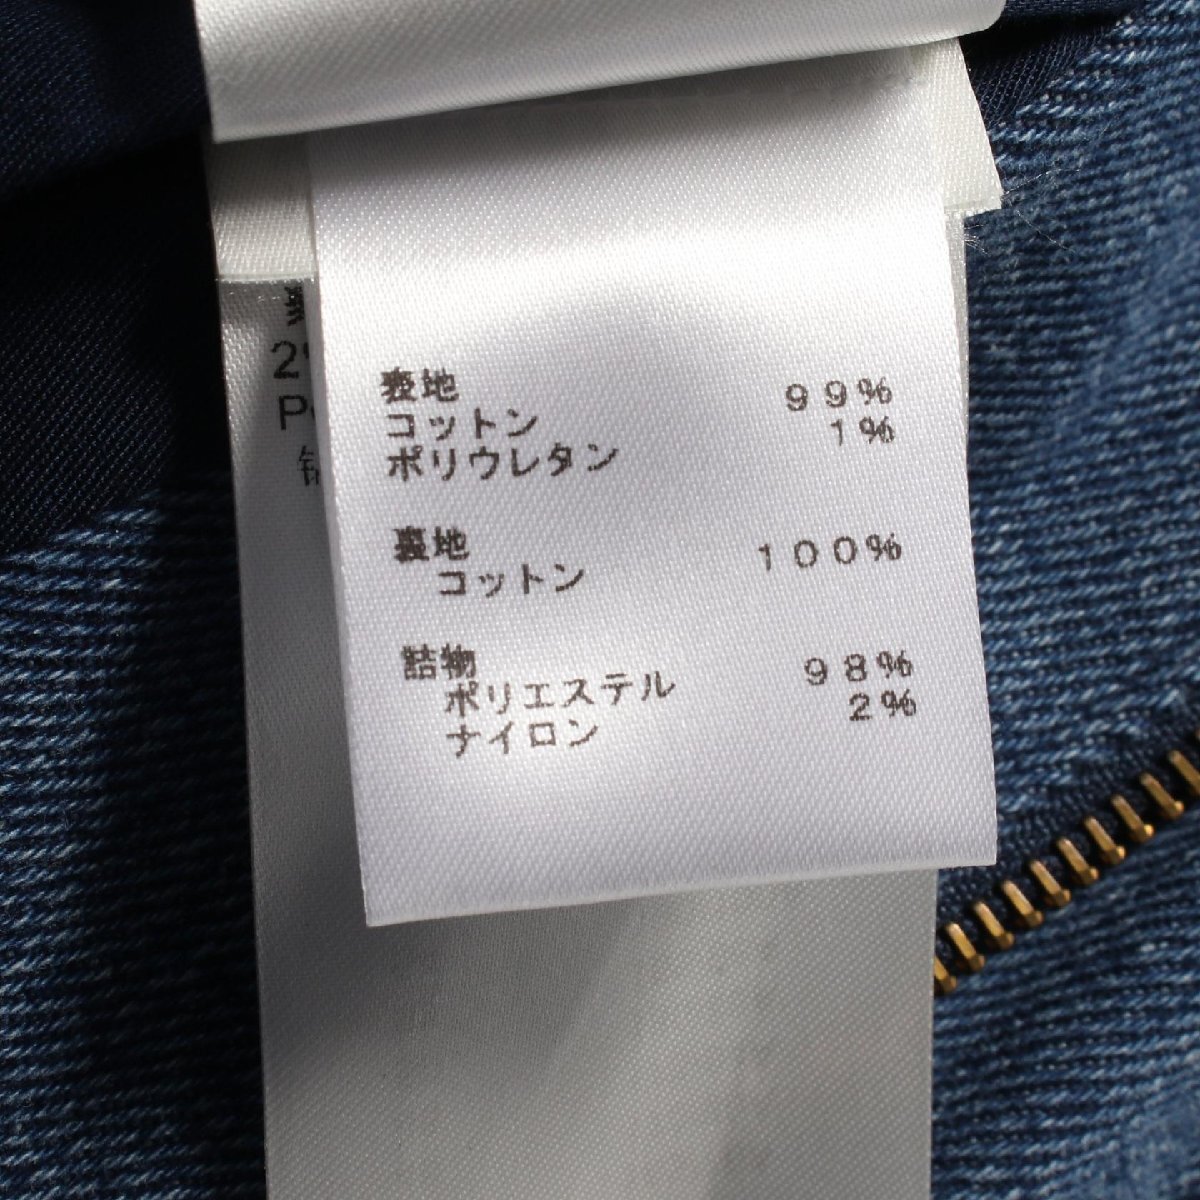 表地
コットン 99%
ポリウレタン 1%
裏地
コットン 100%
詰物
ポリエステル 98%
ナイロン 2%